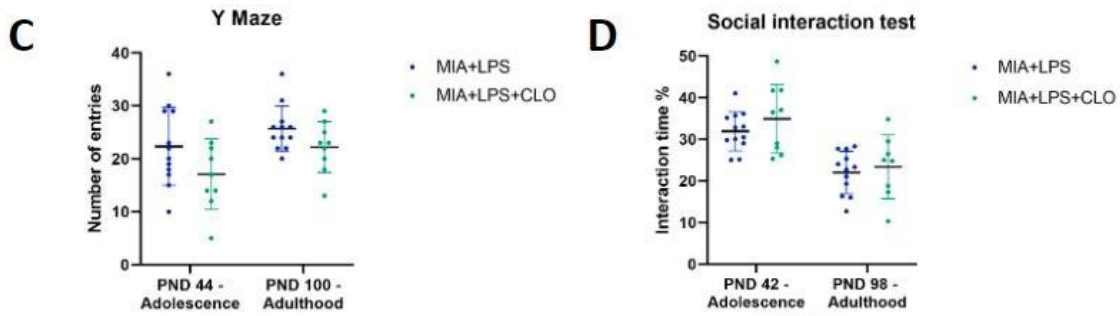 C
Y Maze
Number of entries
40
30
20
10
0
PND 44 -
Adolescence
PND 100 -
Adulthood
MIA+LPS
MIA+LPS+CLO
D
Social interaction test
Interaction time %
50
40
30
20
10
0
PND 42 -
Adolescence
PND 98 -
Adulthood
MIA+LPS
MIA+LPS+CLO